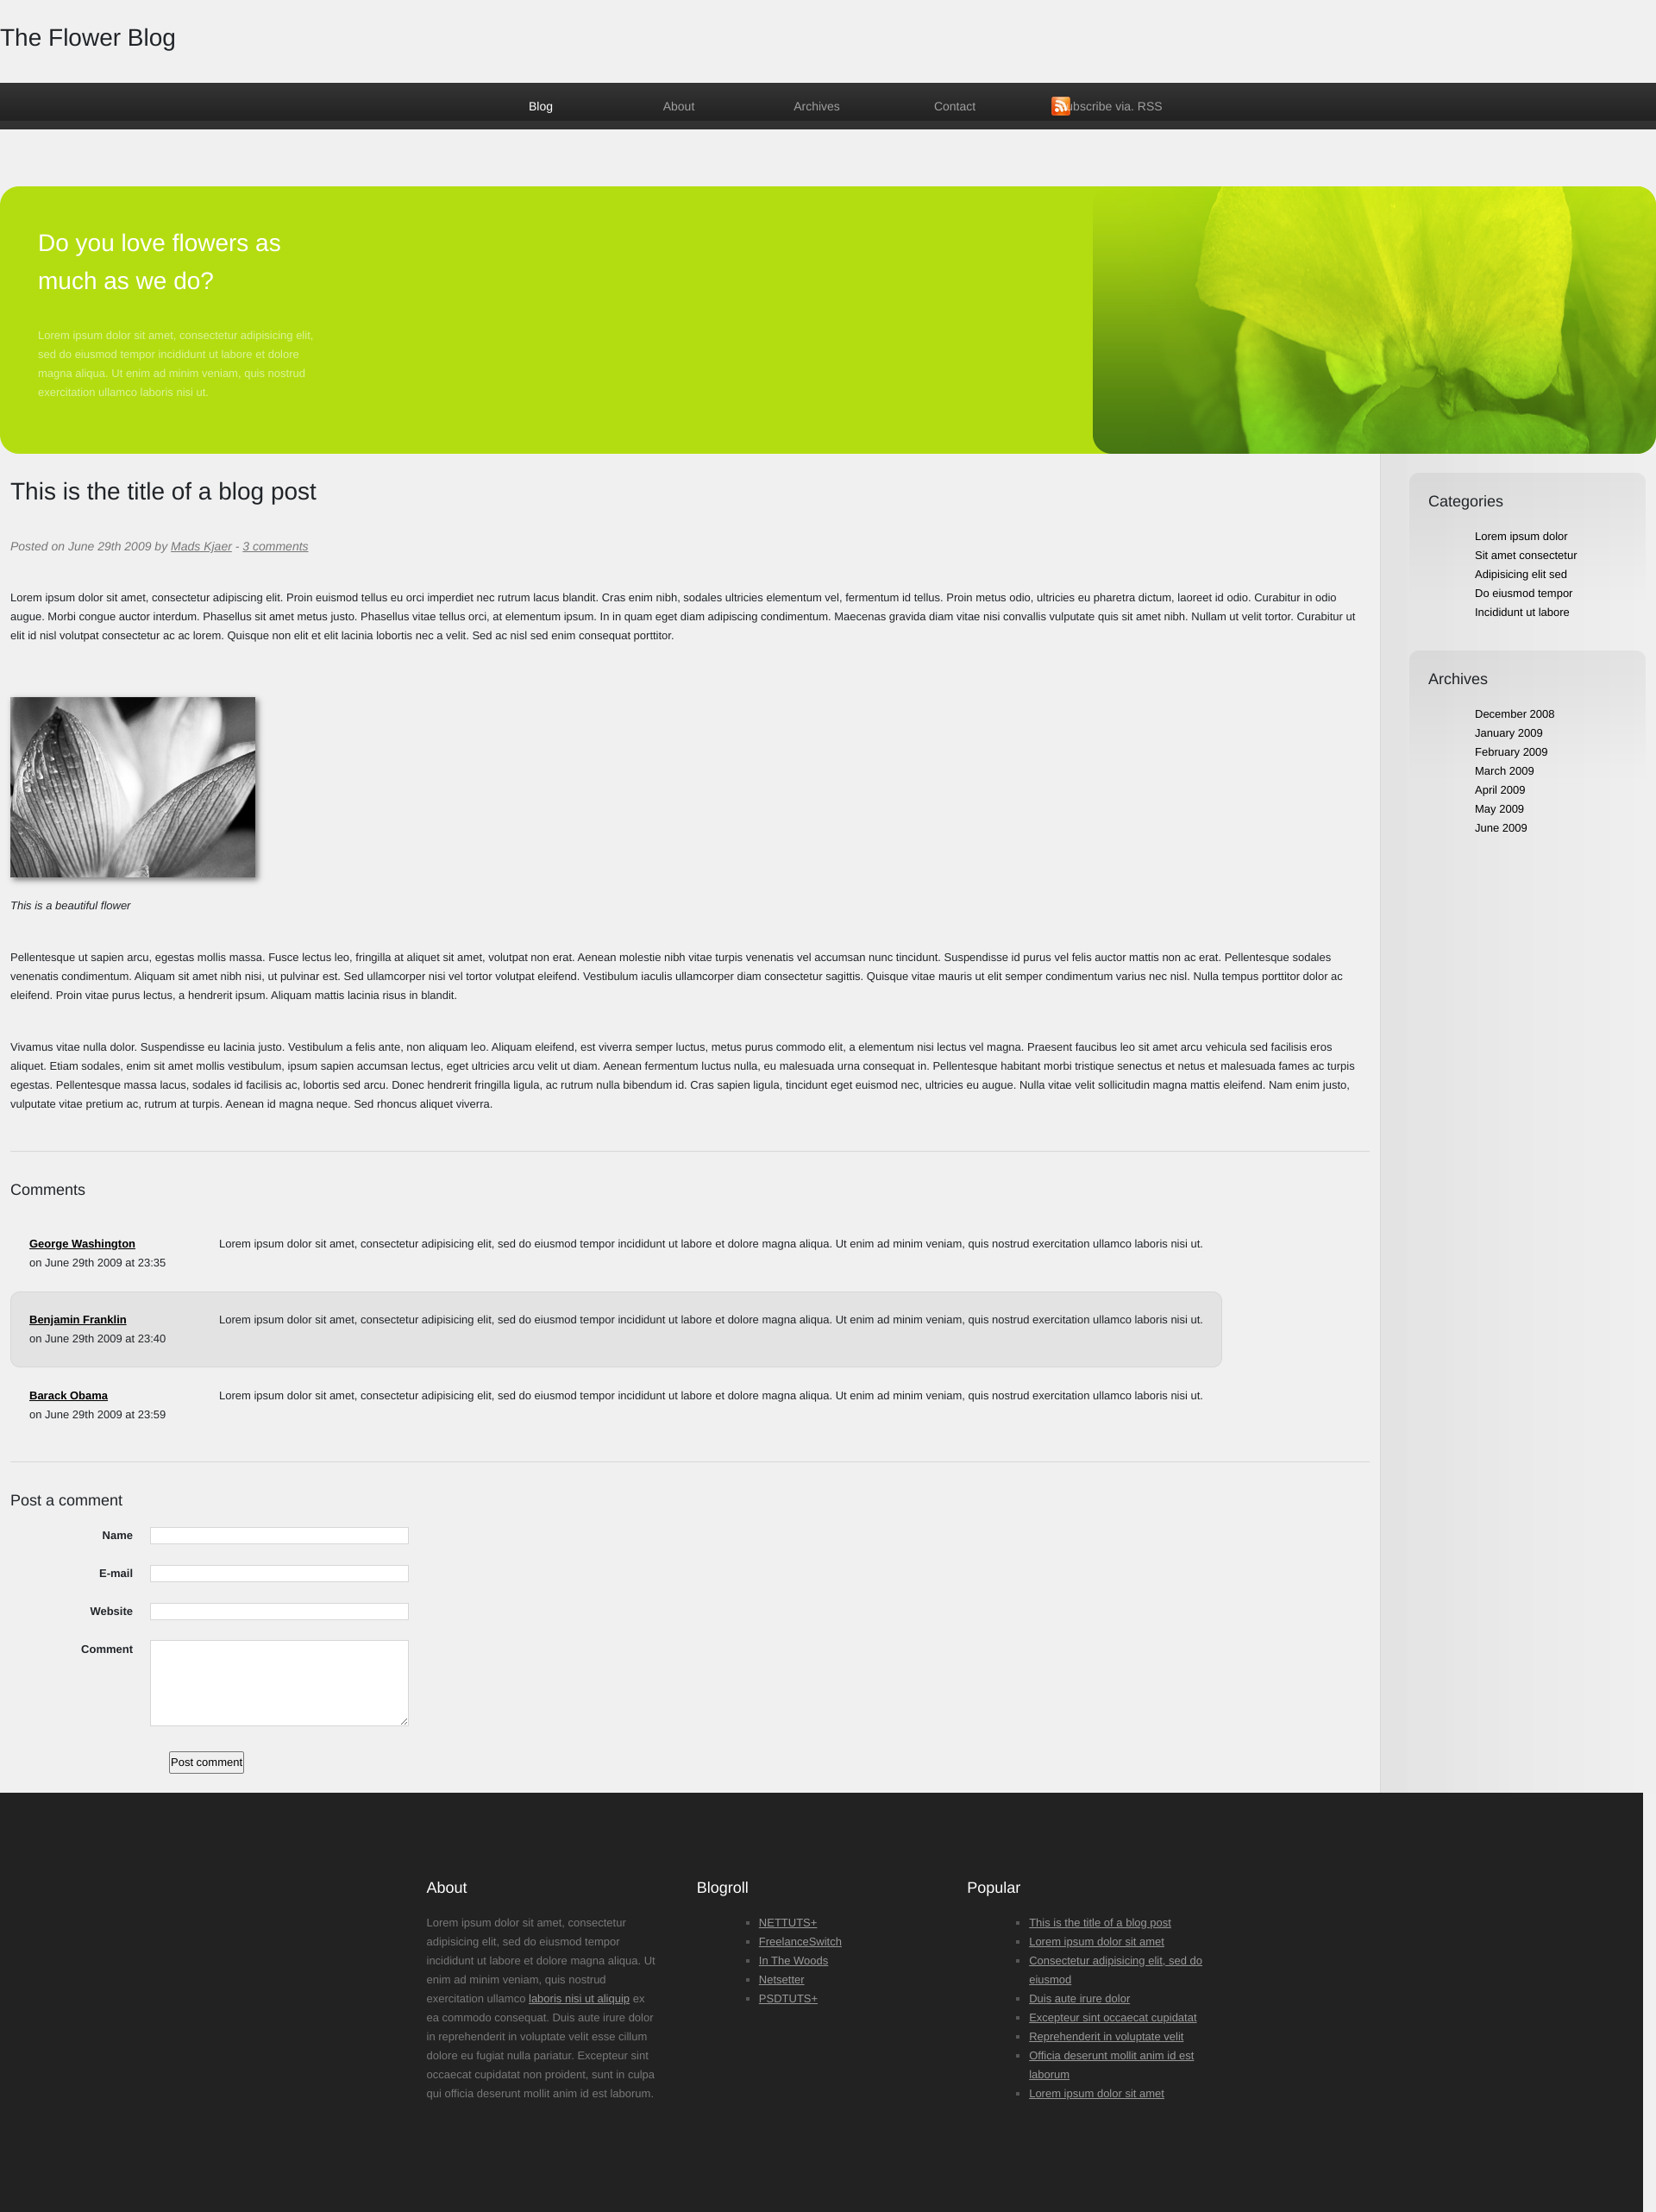 The Flower Blog
Blog About Archives Contact ubscribe via. RSS
Do you love flowers as
much as we do?
Lorem ipsum dolor sit amet, consectetur adipisicing elit,
sed do eiusmod tempor incididunt ut labore et dolore
magna aliqua. Ut enim ad minim veniam, quis nostrud
exercitation ullamco laboris nisi ut.
This is the title of a blog post
Posted on June 29th 2009 by Mads Kjaer - 3 comments
Lorem ipsum dolor sit amet, consectetur adipiscing elit. Proin euismod tellus eu orci imperdiet nec rutrum lacus blandit. Cras enim nibh, sodales ultricies elementum vel, fermentum id tellus. Proin metus odio, ultricies eu pharetra dictum, laoreet id odio. Curabitur in odio
augue. Morbi congue auctor interdum. Phasellus sit amet metus justo. Phasellus vitae tellus orci, at elementum ipsum. In in quam eget diam adipiscing condimentum. Maecenas gravida diam vitae nisi convallis vulputate quis sit amet nibh. Nullam ut velit tortor. Curabitur ut
elit id nisl volutpat consectetur ac ac lorem. Quisque non elit et elit lacinia lobortis nec a velit. Sed ac nisl sed enim consequat porttitor.
This is a beautiful flower
Pellentesque ut sapien arcu, egestas mollis massa. Fusce lectus leo, fringilla at aliquet sit amet, volutpat non erat. Aenean molestie nibh vitae turpis venenatis vel accumsan nunc tincidunt. Suspendisse id purus vel felis auctor mattis non ac erat. Pellentesque sodales
venenatis condimentum. Aliquam sit amet nibh nisi, ut pulvinar est. Sed ullamcorper nisi vel tortor volutpat eleifend. Vestibulum iaculis ullamcorper diam consectetur sagittis. Quisque vitae mauris ut elit semper condimentum varius nec nisl. Nulla tempus porttitor dolor ac
eleifend. Proin vitae purus lectus, a hendrerit ipsum. Aliquam mattis lacinia risus in blandit.
Vivamus vitae nulla dolor. Suspendisse eu lacinia justo. Vestibulum a felis ante, non aliquam leo. Aliquam eleifend, est viverra semper luctus, metus purus commodo elit, a elementum nisi lectus vel magna. Praesent faucibus leo sit amet arcu vehicula sed facilisis eros
aliquet. Etiam sodales, enim sit amet mollis vestibulum, ipsum sapien accumsan lectus, eget ultricies arcu velit ut diam. Aenean fermentum luctus nulla, eu malesuada urna consequat in. Pellentesque habitant morbi tristique senectus et netus et malesuada fames ac turpis
egestas. Pellentesque massa lacus, sodales id facilisis ac, lobortis sed arcu. Donec hendrerit fringilla ligula, ac rutrum nulla bibendum id. Cras sapien ligula, tincidunt eget euismod nec, ultricies eu augue. Nulla vitae velit sollicitudin magna mattis eleifend. Nam enim justo,
vulputate vitae pretium ac, rutrum at turpis. Aenean id magna neque. Sed rhoncus aliquet viverra.
Comments
George Washington
on June 29th 2009 at 23:35
Lorem ipsum dolor sit amet, consectetur adipisicing elit, sed do eiusmod tempor incididunt ut labore et dolore magna aliqua. Ut enim ad minim veniam, quis nostrud exercitation ullamco laboris nisi ut.
Benjamin Franklin
on June 29th 2009 at 23:40
Lorem ipsum dolor sit amet, consectetur adipisicing elit, sed do eiusmod tempor incididunt ut labore et dolore magna aliqua. Ut enim ad minim veniam, quis nostrud exercitation ullamco laboris nisi ut.
Barack Obama
on June 29th 2009 at 23:59
Lorem ipsum dolor sit amet, consectetur adipisicing elit, sed do eiusmod tempor incididunt ut labore et dolore magna aliqua. Ut enim ad minim veniam, quis nostrud exercitation ullamco laboris nisi ut.
Post a comment
Name
E-mail
Website
Comment
Post comment
Categories
Lorem ipsum dolor
Sit amet consectetur
Adipisicing elit sed
Do eiusmod tempor
Incididunt ut labore
Archives
December 2008
January 2009
February 2009
March 2009
April 2009
May 2009
June 2009
About
Lorem ipsum dolor sit amet, consectetur
adipisicing elit, sed do eiusmod tempor
incididunt ut labore et dolore magna aliqua. Ut
enim ad minim veniam, quis nostrud
exercitation ullamco laboris nisi ut aliquip ex
ea commodo consequat. Duis aute irure dolor
in reprehenderit in voluptate velit esse cillum
dolore eu fugiat nulla pariatur. Excepteur sint
occaecat cupidatat non proident, sunt in culpa
qui officia deserunt mollit anim id est laborum.
Blogroll
NETTUTS+
FreelanceSwitch
In The Woods
Netsetter
PSDTUTS+
Popular
This is the title of a blog post
Lorem ipsum dolor sit amet
Consectetur adipisicing elit, sed do
eiusmod
Duis aute irure dolor
Excepteur sint occaecat cupidatat
Reprehenderit in voluptate velit
Officia deserunt mollit anim id est
laborum
Lorem ipsum dolor sit amet